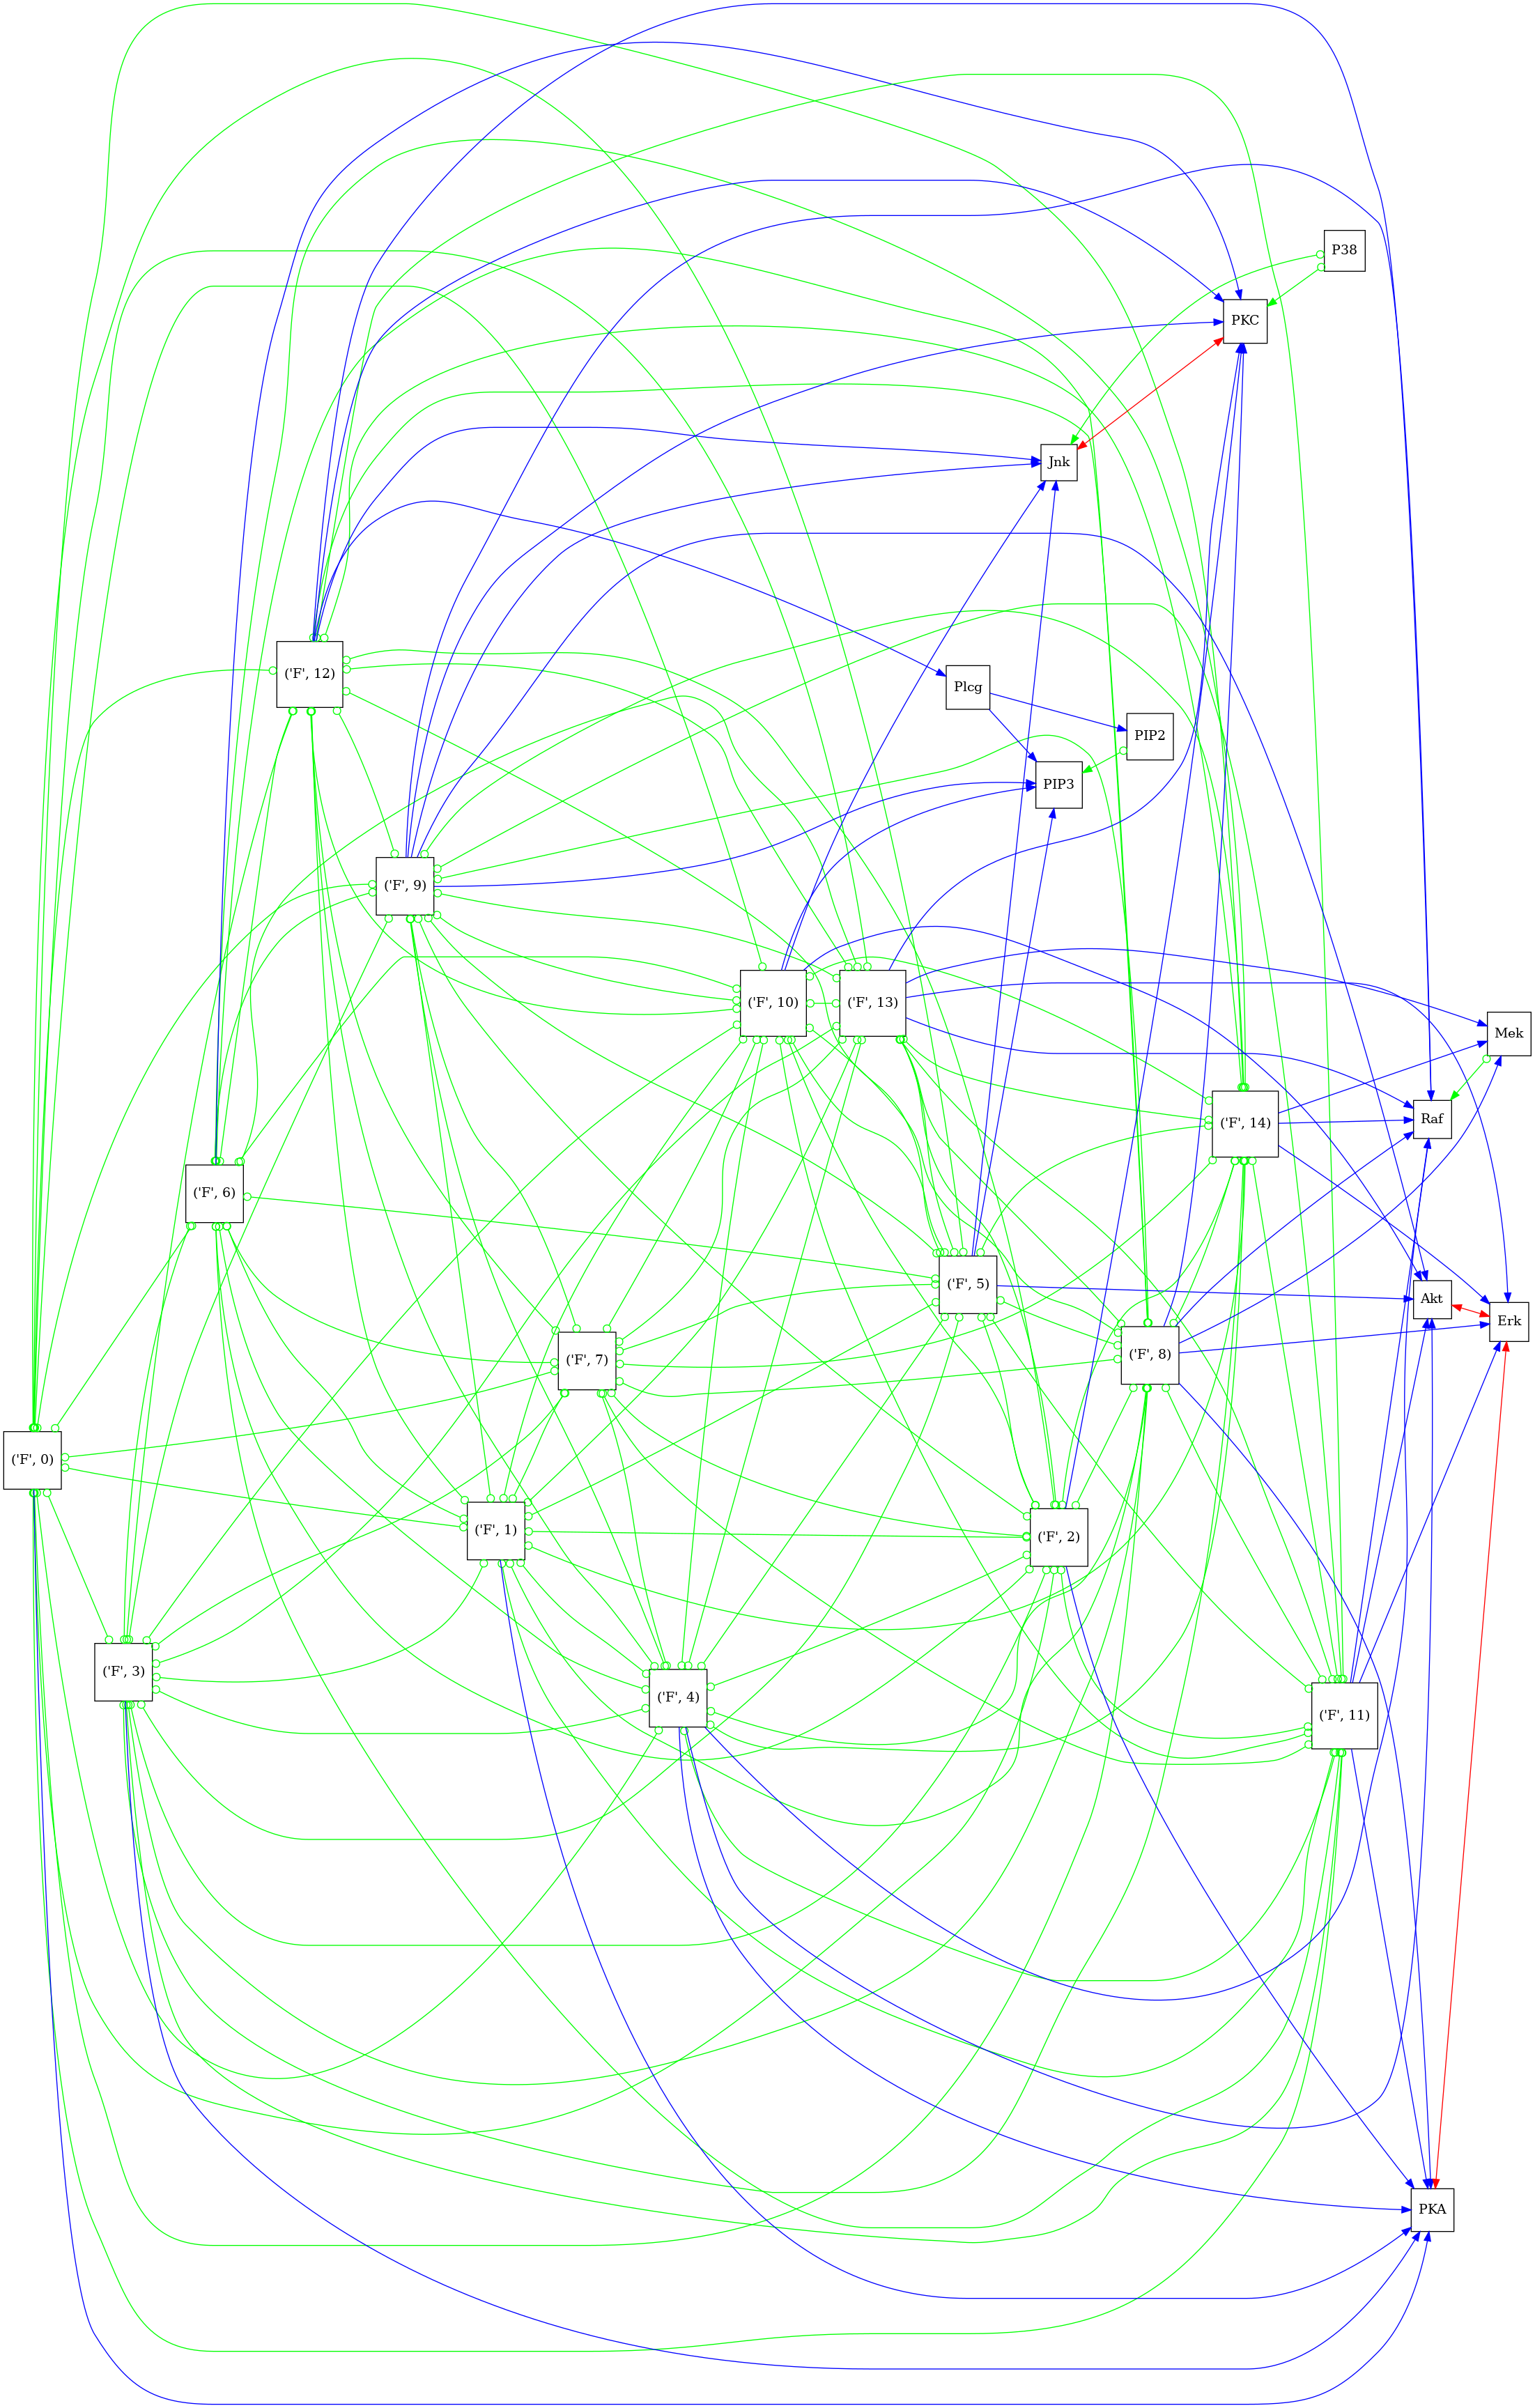 P38
PKC
Jnk
('F', 12)
Plcg
PIP2
PIP3
('F', 9)
('F', 10)
('F', 13)
Mek
Raf
('F', 14)
('F', 6)
('F', 5)
Akt
Erk
('F', 7)
('F', 8)
('F', 0)
('F', 1)
('F', 2)
('F', 3)
('F', 4)
('F', 11)
PKA